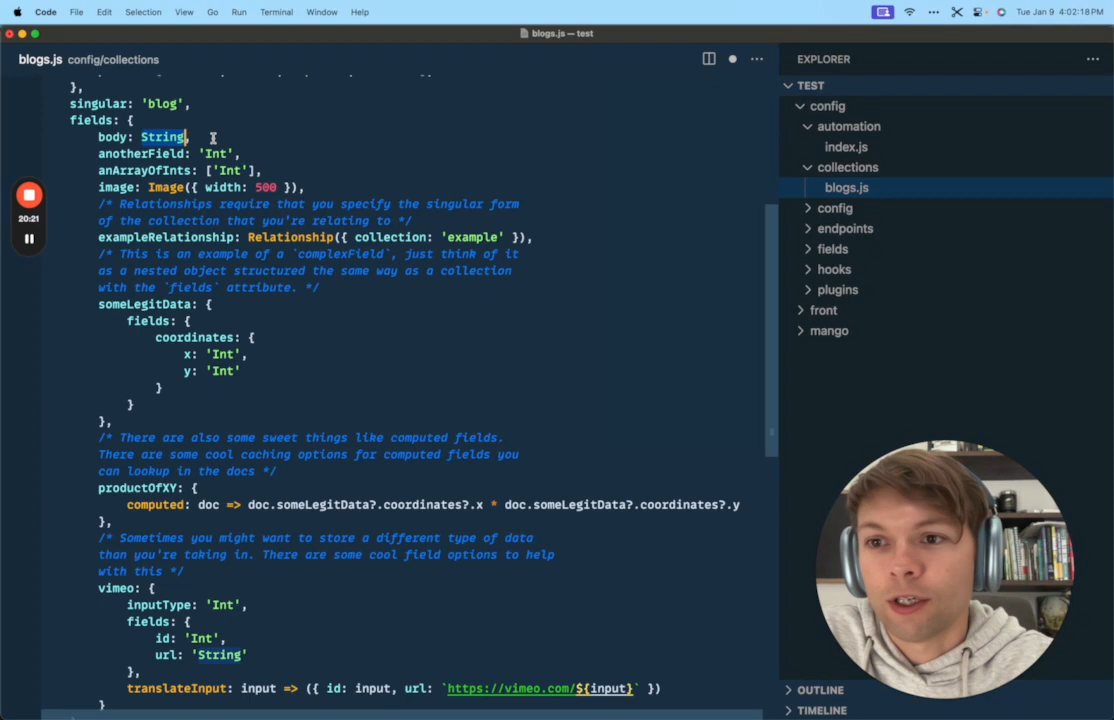 Code File Edit Selection View Go Run Terminal Window Help Tue Jan 9 4:02:18 PM
blogs.js — test
blogs.js config/collections
},
singular: 'blog',
fields: {
body: String,
anotherField: 'Int',
anArrayOfInts: ['Int'],
image: Image({ width: 500 }),
/* Relationships require that you specify the singular form
of the collection that you're relating to */
exampleRelationship: Relationship({ collection: 'example' }),
/* This is an example of a `complexField`, just think of it
as a nested object structured the same way as a collection
with the `fields` attribute. */
someLegitData: {
fields: {
coordinates: {
x: 'Int',
y: 'Int'
}
}
},
/* There are also some sweet things like computed fields.
There are some cool caching options for computed fields you
can lookup in the docs */
productOfXY: {
computed: doc => doc.someLegitData?.coordinates?.x * doc.someLegitData?.coordinates?.y
},
/* Sometimes you might want to store a different type of data
than you're taking in. There are some cool field options to help
with this */
vimeo: {
inputType: 'Int',
fields: {
id: 'Int',
url: 'String'
},
translateInput: input => ({ id: input, url: `https://vimeo.com/${input}` })
}
20:21
EXPLORER
TEST
config
automation
index.js
collections
blogs.js
config
endpoints
fields
hooks
plugins
front
mango
OUTLINE
TIMELINE